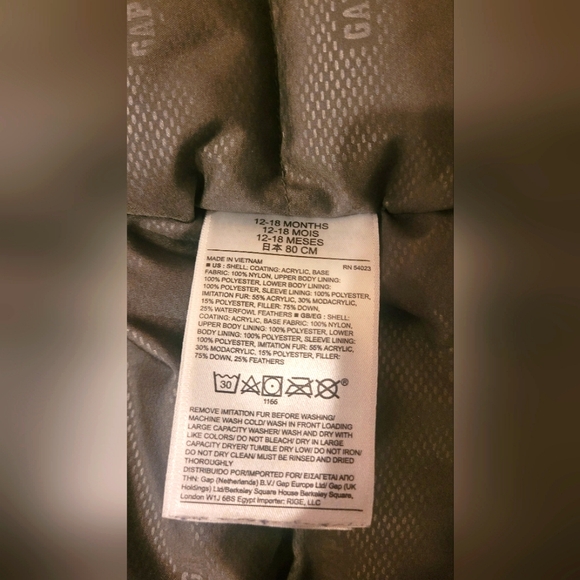 GAP
GAP
12-18 MONTHS
12-18 MOIS
12-18 MESES
日本 80 CM
MADE IN VIETNAM RN 54023
■ US : SHELL: COATING: ACRYLIC, BASE
FABRIC: 100% NYLON, UPPER BODY LINING:
100% POLYESTER, LOWER BODY LINING:
100% POLYESTER, SLEEVE LINING: 100% POLYESTER,
IMITATION FUR: 55% ACRYLIC, 30% MODACRYLIC,
15% POLYESTER, FILLER: 75% DOWN,
25% WATERFOWL FEATHERS ■ GB/EG : SHELL:
COATING: ACRYLIC, BASE FABRIC: 100% NYLON,
UPPER BODY LINING: 100% POLYESTER, LOWER
BODY LINING: 100% POLYESTER, SLEEVE LINING:
100% POLYESTER, IMITATION FUR: 55% ACRYLIC,
30% MODACRYLIC, 15% POLYESTER, FILLER:
75% DOWN, 25% FEATHERS
30
1166
REMOVE IMITATION FUR BEFORE WASHING/
MACHINE WASH COLD/ WASH IN FRONT LOADING
LARGE CAPACITY WASHER/ WASH AND DRY WITH
LIKE COLORS/ DO NOT BLEACH/ DRY IN LARGE
CAPACITY DRYER/ TUMBLE DRY LOW/ DO NOT IRON/
DO NOT DRY CLEAN/ MUST BE RINSED AND DRIED
THOROUGHLY
DISTRIBUIDO POR/IMPORTED FOR/ ΕΙΣΑΓΕΤΑΙ ΑΠΟ
ΤΗΝ: Gap (Netherlands) B.V./ Gap Europe Ltd/ Gap (UK
Holdings) Ltd/Berkeley Square House Berkeley Square,
London W1J 6BS Egypt Importer: RIGE, LLC
GAP